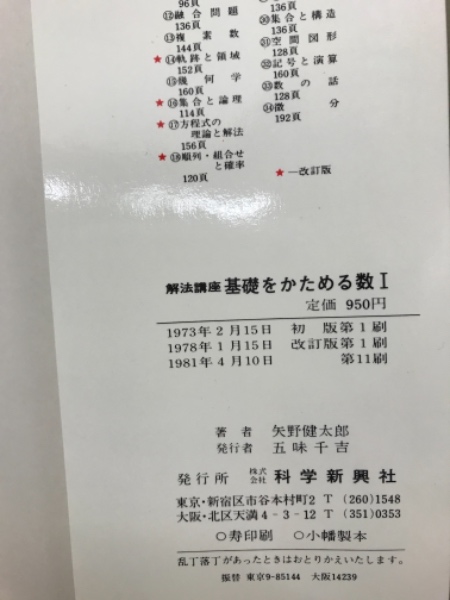 96頁
⑫融合問題
136頁
⑬複素数
144頁
★⑭軌跡と領域
152頁
⑮幾何学
160頁
★⑯集合と論理
114頁
★⑰方程式の
理論と解法
156頁
★⑱順列・組合せ
と確率
120頁
136頁
㉚集合と構造
136頁
㉛空間図形
128頁
㉜記号と演算
160頁
㉝数の話
128頁
㉞微分
192頁
★―改訂版
解法講座 基礎をかためる数Ⅰ
定価 950円
1973年2月15日 初版第1刷
1978年1月15日 改訂版第1刷
1981年4月10日 第11刷
著者 矢野健太郎
発行者 五味千吉
発行所 株式会社 科学新興社
東京・新宿区市谷本村町2 T (260)1548
大阪・北区天満4-3-12 T (351)0353
○寿印刷 ○小幡製本
乱丁落丁があったときはおとりかえいたします。
振替 東京9-85144 大阪14239